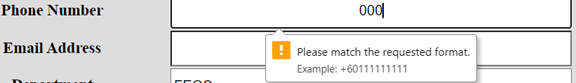 Phone Number 000
Please match the requested format.
Email Address
Example: +60111111111